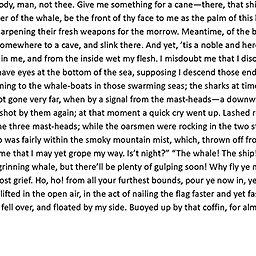 ody, man, not thee. Give me something for a cane—there, that shi
er of the whale, be the front of thy face to me as the palm of this
arpening their fresh weapons for the morrow. Meantime, of the b
omewhere to a cave, and slink there. And yet, 'tis a noble and her
in me, and from the inside wet my flesh. I misdoubt me that I diso
have eyes at the bottom of the sea, supposing I descend those end
ning to the whale-boats in those swarming seas; the sharks at time
ot gone very far, when by a signal from the mast-heads—a downw
shot by them again; at that moment a quick cry went up. Lashed r
he three mast-heads; while the oarsmen were rocking in the two st
o was fairly within the smoky mountain mist, which, thrown off fro
me that I may yet grope my way. Is't night?" "The whale! The ship!
grinning whale, but there'll be plenty of gulping soon! Why fly ye n
ost grief. Ho, ho! from all your furthest bounds, pour ye now in, ye
lifted in the open air, in the act of nailing the flag faster and yet fas
fell over, and floated by my side. Buoyed up by that coffin, for alm